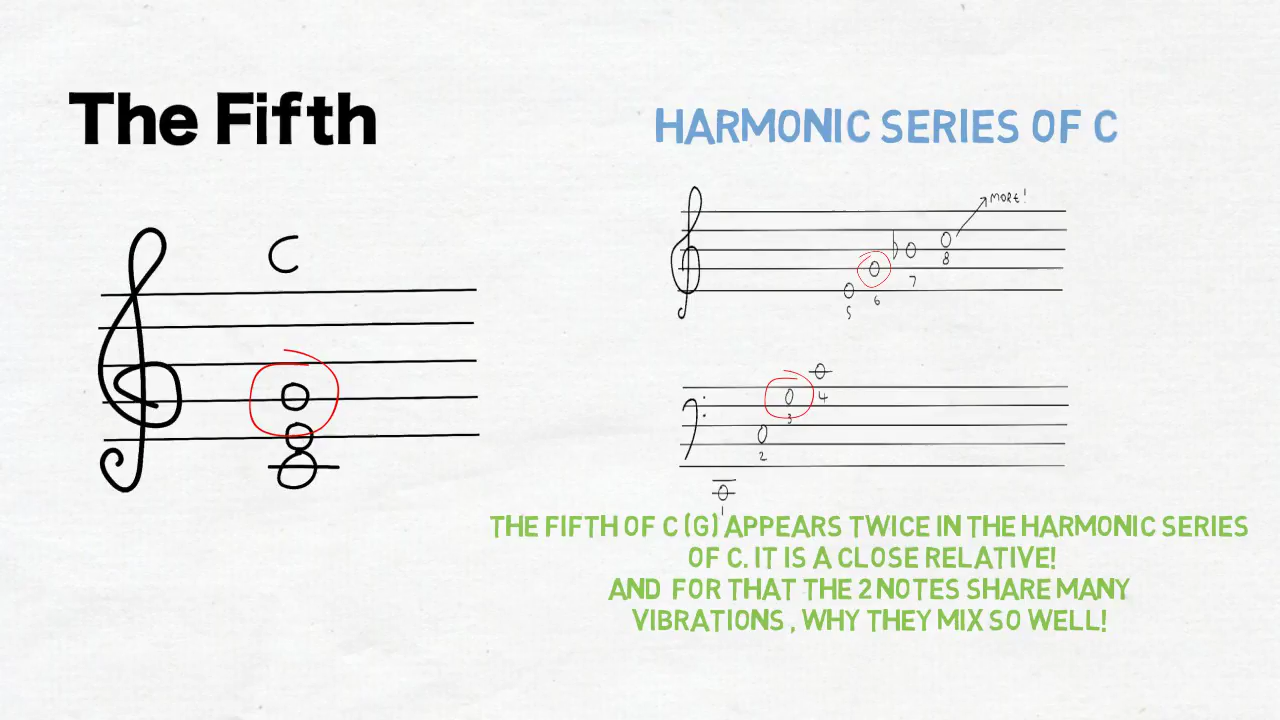 The Fifth
HARMONIC SERIES OF C
C
MORE!
8
7
6
5
4
3
2
1
THE FIFTH OF C (G) APPEARS TWICE IN THE HARMONIC SERIES
OF C. IT IS A CLOSE RELATIVE!
AND FOR THAT THE 2 NOTES SHARE MANY
VIBRATIONS, WHY THEY MIX SO WELL!